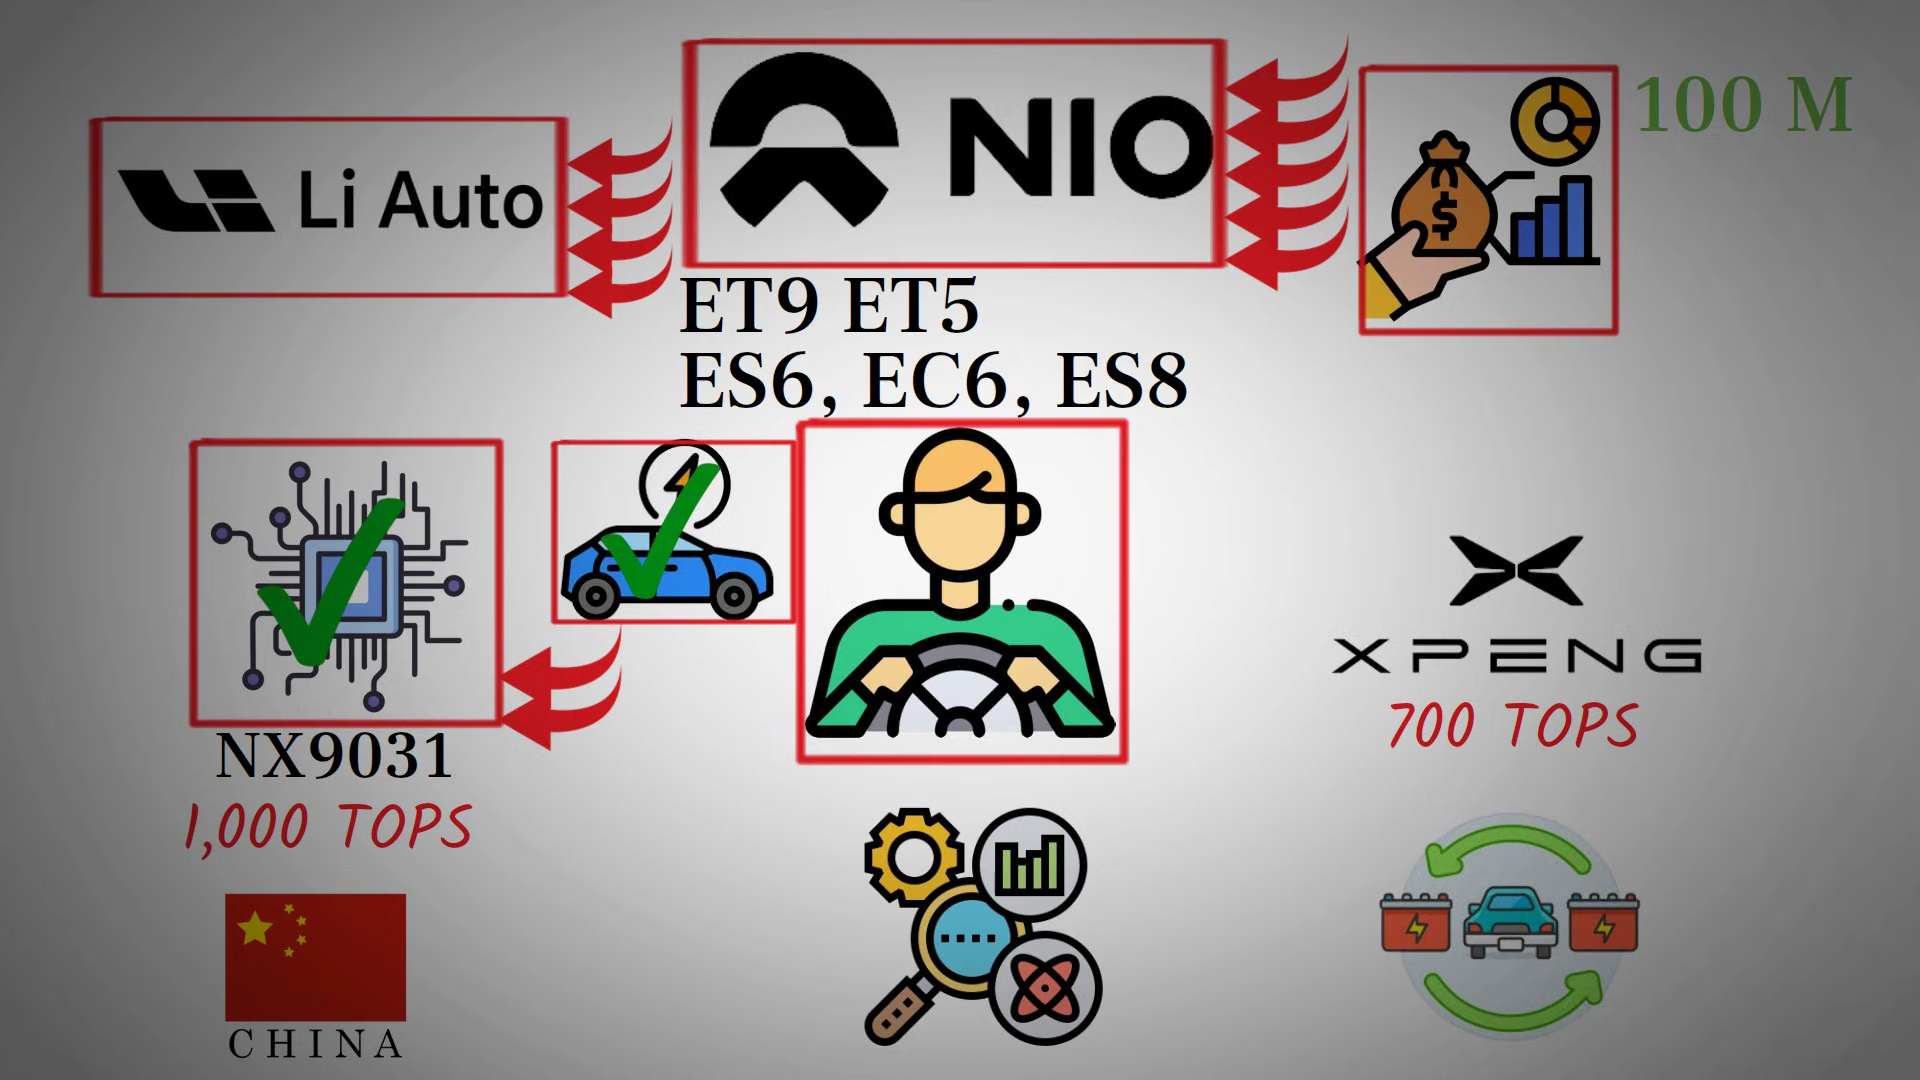 Li Auto
NIO
100 M
$
ET9 ET5
ES6, EC6, ES8
XPENG
700 TOPS
NX9031
1,000 TOPS
CHINA